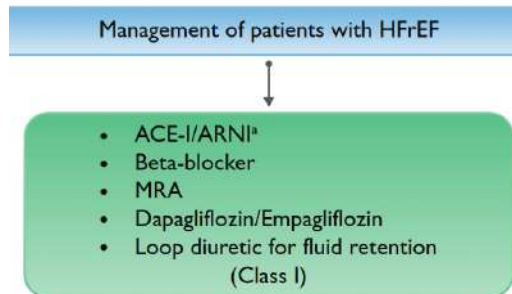 Management of patients with HFrEF
• ACE-I/ARNIª
• Beta-blocker
• MRA
• Dapagliflozin/Empagliflozin
• Loop diuretic for fluid retention
(Class I)